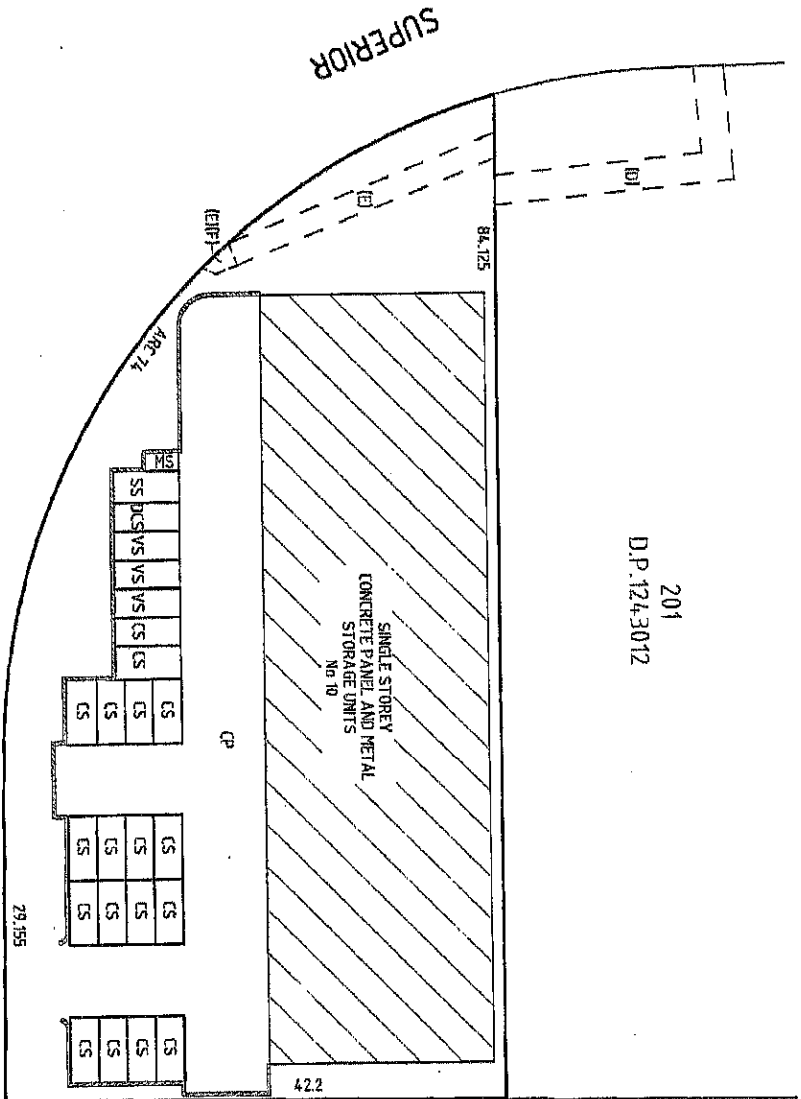 SUPERIOR
(D)
(E)
(E)(F)
84.125
ARC 74
201
D.P.1243012
MS
SS
DCS
VS
VS
VS
CS
CS
CS
CS
CS
CS
SINGLE STOREY
CONCRETE PANEL AND METAL
STORAGE UNITS
No 10
CP
CS
CS
CS
CS
CS
CS
CS
CS
29.155
CS
CS
CS
CS
42.2